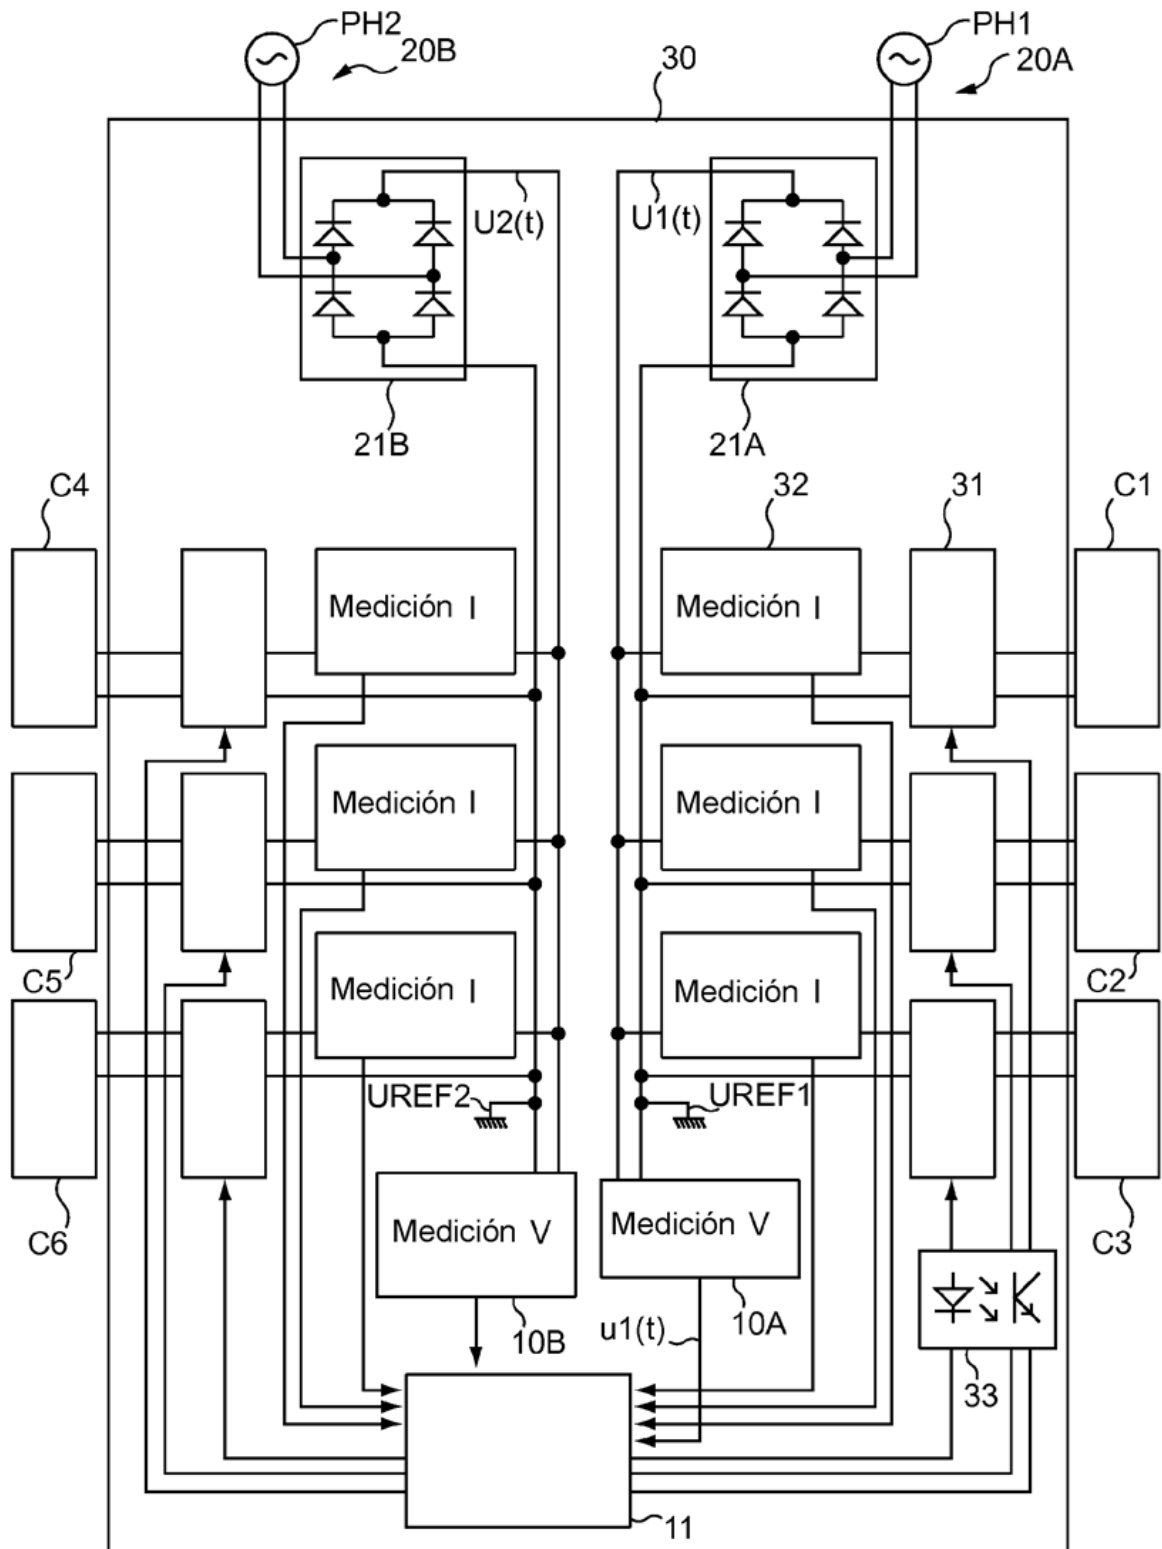 PH2
20B
30
PH1
20A
U2(t)
U1(t)
21B
21A
C4
32
31
C1
Medición I
Medición I
Medición I
Medición I
C5
C2
Medición I
Medición I
UREF2
UREF1
Medición V
Medición V
C6
C3
10B
u1(t)
10A
33
11